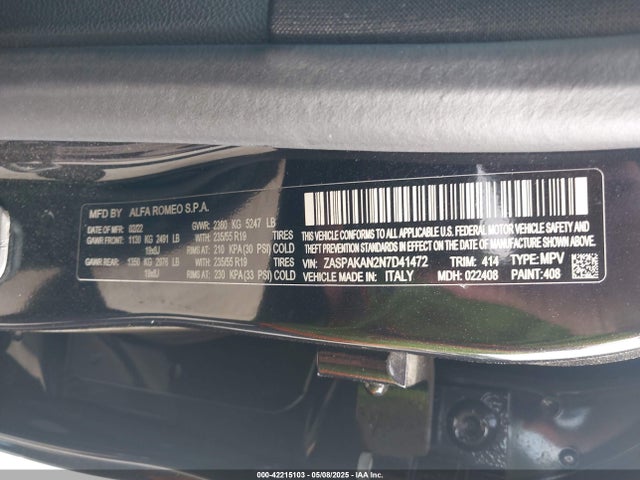 MFD BY ALFA ROMEO S.P.A.
DATE OF MFR: 02/22 GVWR: 2380 KG 5247 LB
GAWR FRONT: 1130 KG 2491 LB WITH: 235/55 R19 TIRES
18x8J RIMS AT: 210 KPA(30 PSI) COLD
GAWR REAR: 1350 KG 2976 LB WITH: 235/55 R19 TIRES
RIMS AT: 230 KPA(33 PSI) COLD
THIS VEHICLE CONFORMS TO ALL APPLICABLE U.S. FEDERAL MOTOR VEHICLE SAFETY AND
THEFT PREVENTION STANDARDS IN EFFECT ON THE DATE OF MANUFACTURE SHOWN ABOVE
VIN: ZASPAKAN2N7D41472 TRIM: 414 TYPE: MPV
VEHICLE MADE IN: ITALY MDH: 022408 PAINT: 408
000-42215103 - 05/08/2025 - © IAA, Inc.